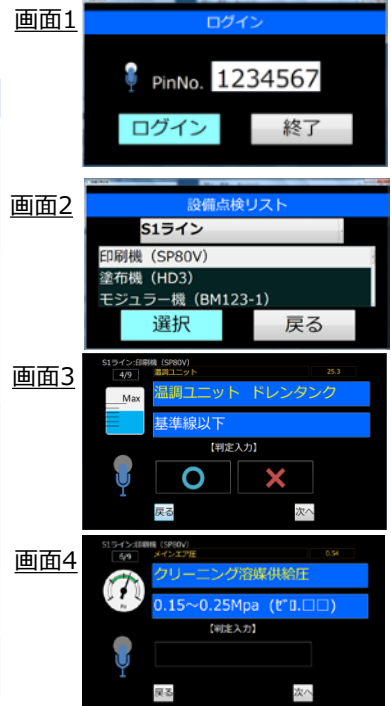 画面1
ログイン
PinNo. 1234567
ログイン 終了
画面2
設備点検リスト
S1ライン
印刷機（SP80V）
塗布機（HD3）
モジュラー機（BM123-1）
選択 戻る
画面3
S1ライン:印刷機（SP80V）
4/9 温調ユニット 25.3
Max 温調ユニット ドレンタンク
基準線以下
【判定入力】
○ ×
戻る 次へ
画面4
S1ライン:印刷機（SP80V）
6/9 メインエア圧 0.54
クリーニング溶媒供給圧
0.15～0.25Mpa（ﾋﾟﾛ.□□）
【判定入力】
戻る 次へ